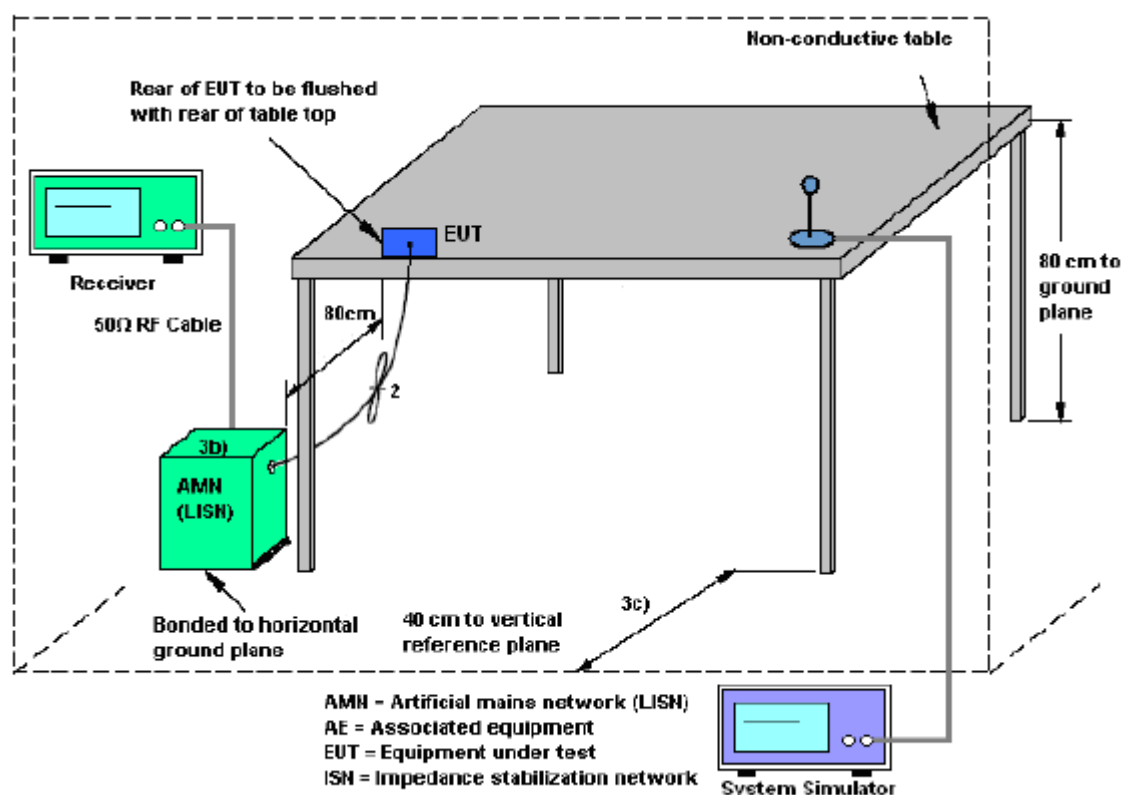 Non-conductive table
Rear of EUT to be flushed
with rear of table top
EUT
Receiver
80cm
80 cm to
ground
plane
50Ω RF Cable
2
3b)
AMN
(LISN)
3c)
Bonded to horizontal
ground plane
40 cm to vertical
reference plane
AMN = Artificial mains network (LISN)
AE = Associated equipment
EUT = Equipment under test
ISN = Impedance stabilization network
System Simulator